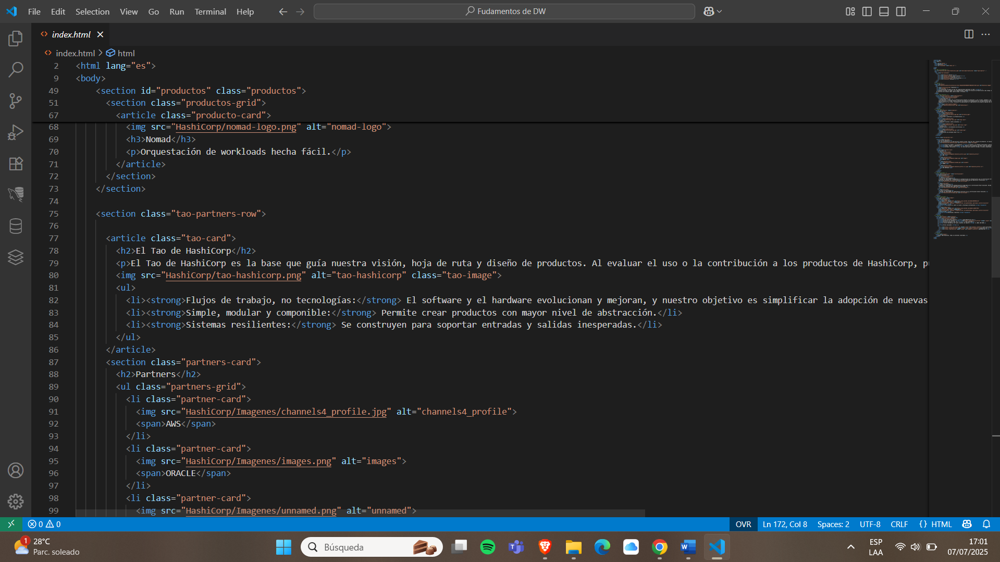 File Edit Selection View Go Run Terminal Help
Fudamentos de DW
index.html
index.html > html
2 <html lang="es">
9 <body>
49 <section id="productos" class="productos">
51 <section class="productos-grid">
67 <article class="producto-card">
68 <img src="HashiCorp/nomad-logo.png" alt="nomad-logo">
69 <h3>Nomad</h3>
70 <p>Orquestación de workloads hecha fácil.</p>
71 </article>
72 </section>
73 </section>
74
75 <section class="tao-partners-row">
76
77 <article class="tao-card">
78 <h2>El Tao de HashiCorp</h2>
79 <p>El Tao de HashiCorp es la base que guía nuestra visión, hoja de ruta y diseño de productos. Al evaluar el uso o la contribución a los productos de HashiCorp,
80 <img src="HashiCorp/tao-hashicorp.png" alt="tao-hashicorp" class="tao-image">
81 <ul>
82 <li><strong>Flujos de trabajo, no tecnologías:</strong> El software y el hardware evolucionan y mejoran, y nuestro objetivo es simplificar la adopción de nuevas
83 <li><strong>Simple, modular y componible:</strong> Permite crear productos con mayor nivel de abstracción.</li>
84 <li><strong>Sistemas resilientes:</strong> Se construyen para soportar entradas y salidas inesperadas.</li>
85 </ul>
86 </article>
87 <section class="partners-card">
88 <h2>Partners</h2>
89 <ul class="partners-grid">
90 <li class="partner-card">
91 <img src="HashiCorp/Imagenes/channels4_profile.jpg" alt="channels4_profile">
92 <span>AWS</span>
93 </li>
94 <li class="partner-card">
95 <img src="HashiCorp/Imagenes/images.png" alt="images">
96 <span>ORACLE</span>
97 </li>
98 <li class="partner-card">
99 <img src="HashiCorp/Imagenes/unnamed.png" alt="unnamed">
0 0 OVR Ln 172, Col 8 Spaces: 2 UTF-8 CRLF {} HTML
1 28°C
Parc. soleado
Búsqueda
ESP
LAA
17:01
07/07/2025